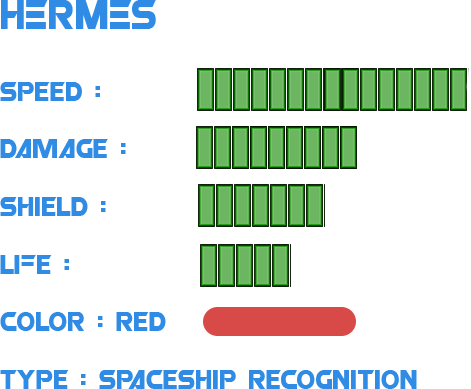 HERMES
SPEED :
DAMAGE :
SHIELD :
LIFE :
COLOR : RED
TYPE : SPACESHIP RECOGNITION